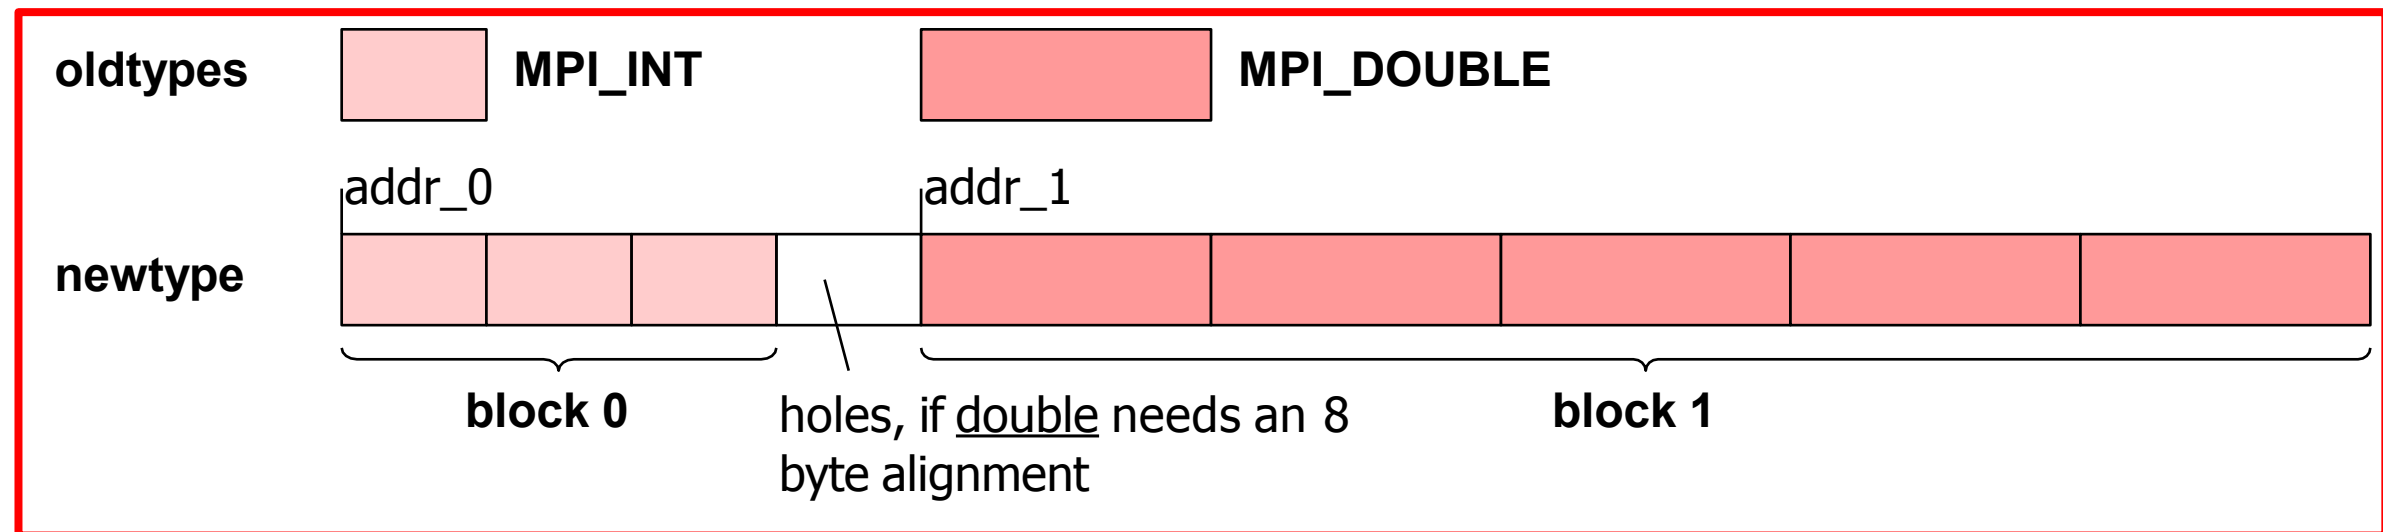 oldtypes MPI_INT MPI_DOUBLE
addr_0 addr_1
newtype
block 0 block 1
holes, if double needs an 8
byte alignment